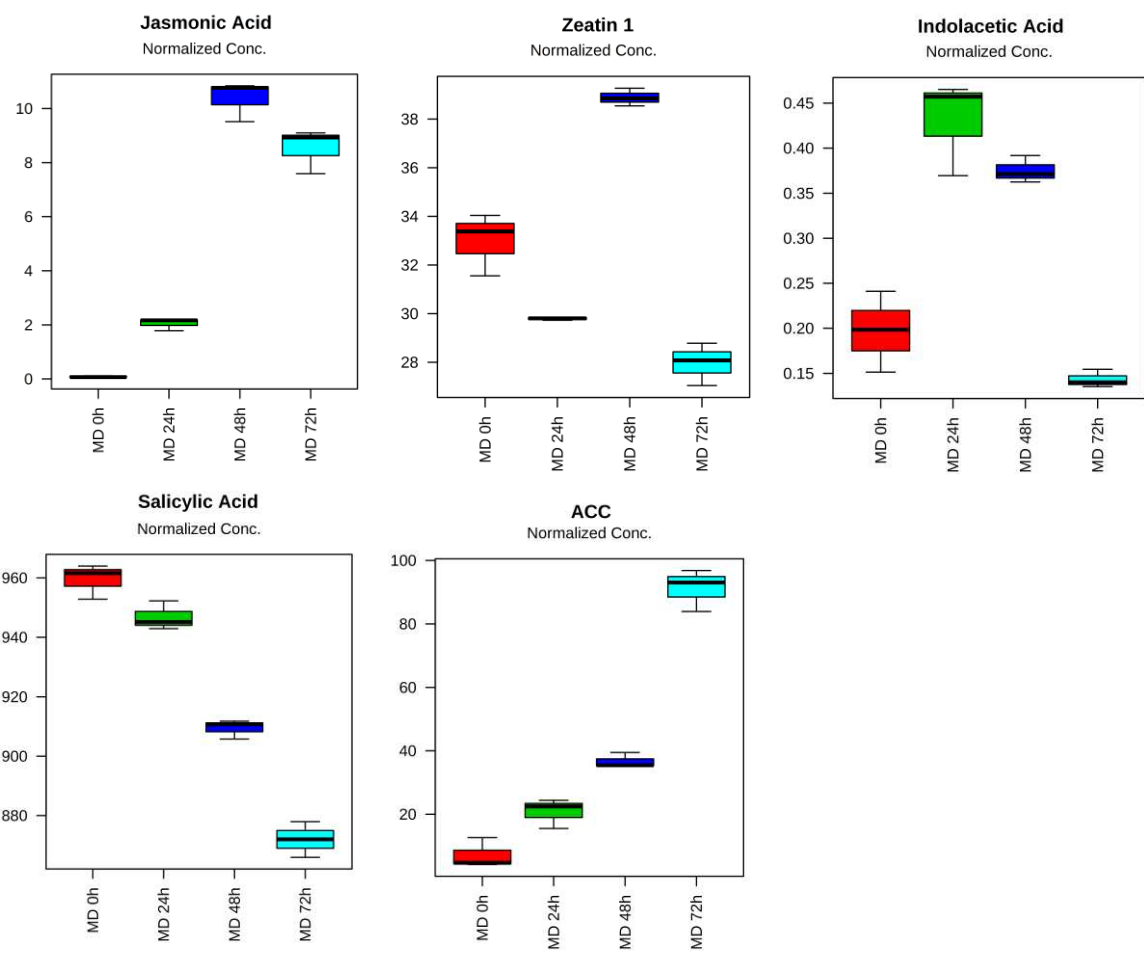 Jasmonic Acid
Normalized Conc.
10
8
6
4
2
0
MD 0h
MD 24h
MD 48h
MD 72h
Zeatin 1
Normalized Conc.
38
36
34
32
30
28
MD 0h
MD 24h
MD 48h
MD 72h
Indolacetic Acid
Normalized Conc.
0.45
0.40
0.35
0.30
0.25
0.20
0.15
MD 0h
MD 24h
MD 48h
MD 72h
Salicylic Acid
Normalized Conc.
960
940
920
900
880
MD 0h
MD 24h
MD 48h
MD 72h
ACC
Normalized Conc.
100
80
60
40
20
MD 0h
MD 24h
MD 48h
MD 72h